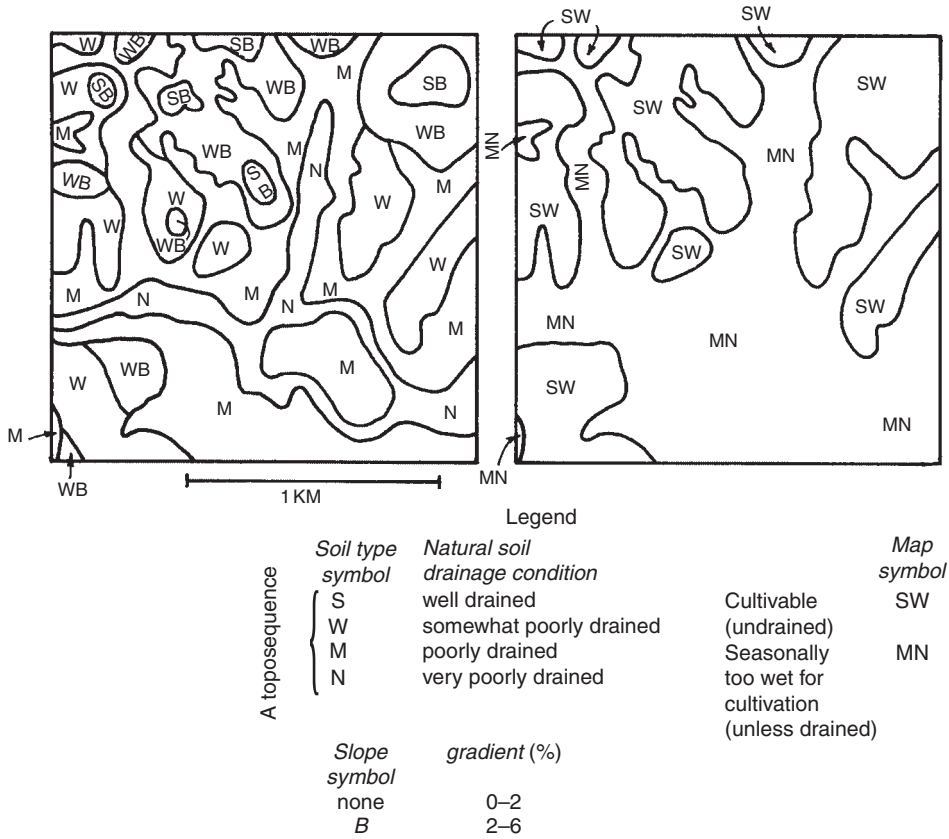 SW
SW
W
WB
SB
WB
M
W
SB
SB
WB
SB
SW
SW
M
WB
WB
M
MN
MN
WB
S
B
N
M
MN
W
W
W
SW
WB
W
W
SW
M
N
M
N
M
M
SW
MN
MN
WB
M
W
SW
M
N
MN
M
WB
MN
1 KM
Legend
Soil type symbol
Natural soil drainage condition
Map symbol
A toposequence
S well drained
W somewhat poorly drained
M poorly drained
N very poorly drained
Cultivable (undrained) SW
Seasonally too wet for cultivation (unless drained) MN
Slope symbol
gradient (%)
none 0–2
B 2–6